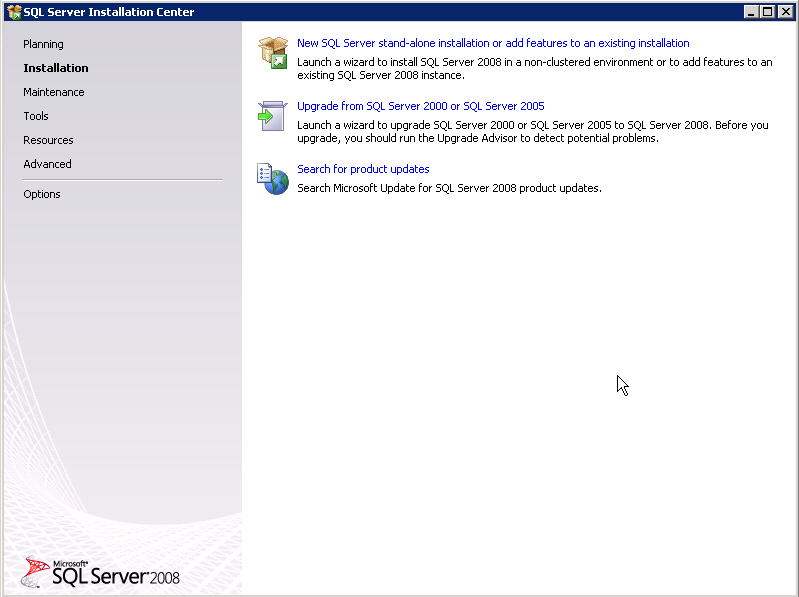 SQL Server Installation Center
Planning
Installation
Maintenance
Tools
Resources
Advanced
Options
New SQL Server stand-alone installation or add features to an existing installation
Launch a wizard to install SQL Server 2008 in a non-clustered environment or to add features to an
existing SQL Server 2008 instance.
Upgrade from SQL Server 2000 or SQL Server 2005
Launch a wizard to upgrade SQL Server 2000 or SQL Server 2005 to SQL Server 2008. Before you
upgrade, you should run the Upgrade Advisor to detect potential problems.
Search for product updates
Search Microsoft Update for SQL Server 2008 product updates.
Microsoft®
SQL Server 2008